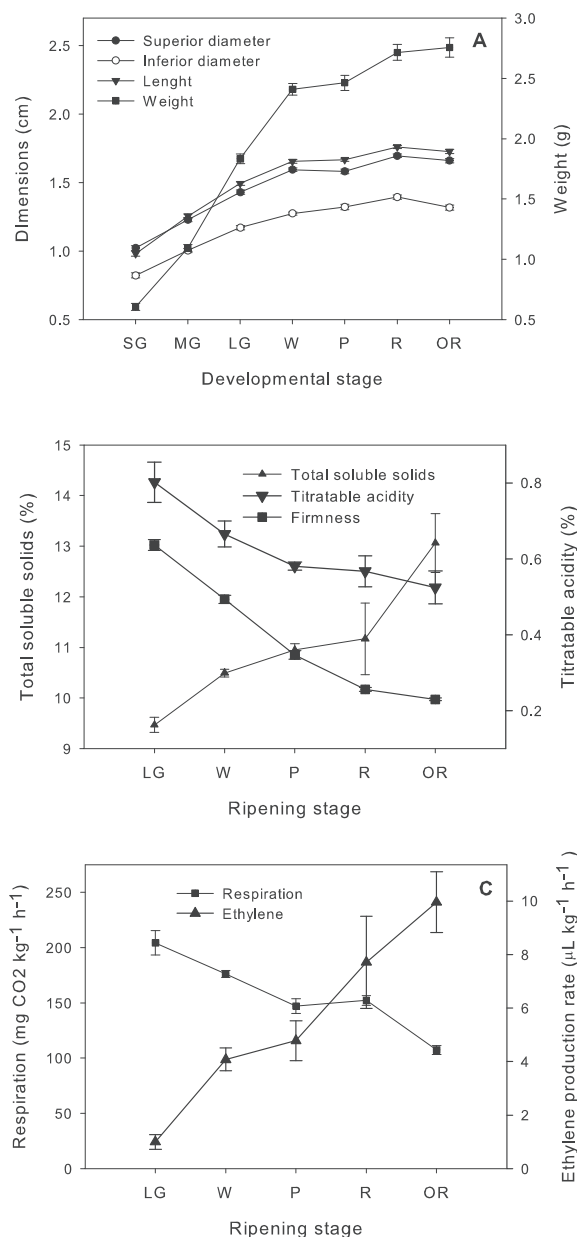 A
Superior diameter
Inferior diameter
Lenght
Weight
DImensions (cm)
Weight (g)
2.5
2.0
1.5
1.0
0.5
3.0
2.5
2.0
1.5
1.0
0.5
SG MG LG W P R OR
Developmental stage
Total soluble solids
Titratable acidity
Firmness
Total soluble solids (%)
Titratable acidity (%)
15
14
13
12
11
10
9
0.8
0.6
0.4
0.2
LG W P R OR
Ripening stage
C
Respiration
Ethylene
Respiration (mg CO2 kg⁻¹ h⁻¹)
Ethylene production rate (µL kg⁻¹ h⁻¹)
250
200
150
100
50
0
10
8
6
4
2
0
LG W P R OR
Ripening stage